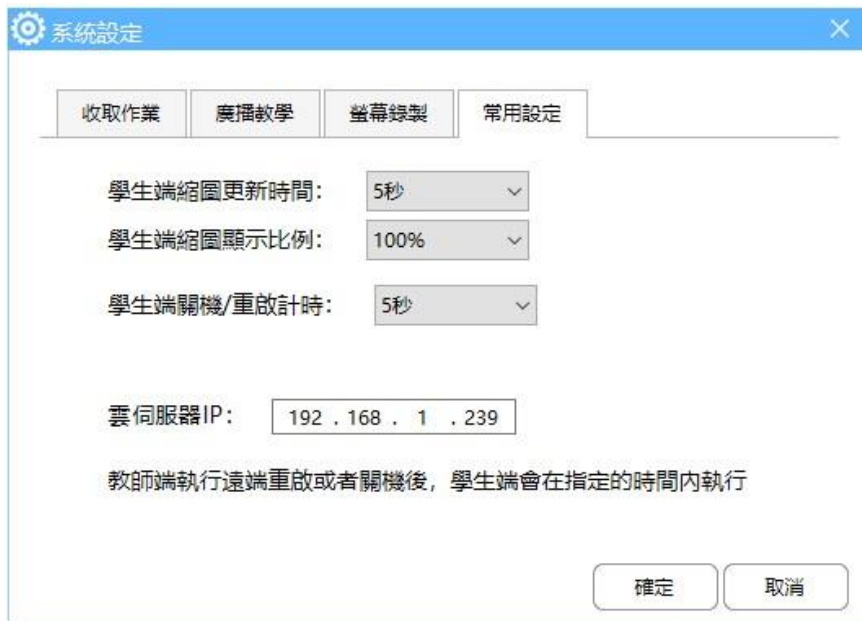 系統設定
收取作業 廣播教學 螢幕錄製 常用設定
學生端縮圖更新時間： 5秒
學生端縮圖顯示比例： 100%
學生端關機/重啟計時： 5秒
雲伺服器IP： 192 . 168 . 1 . 239
教師端執行遠端重啟或者關機後，學生端會在指定的時間內執行
確定 取消